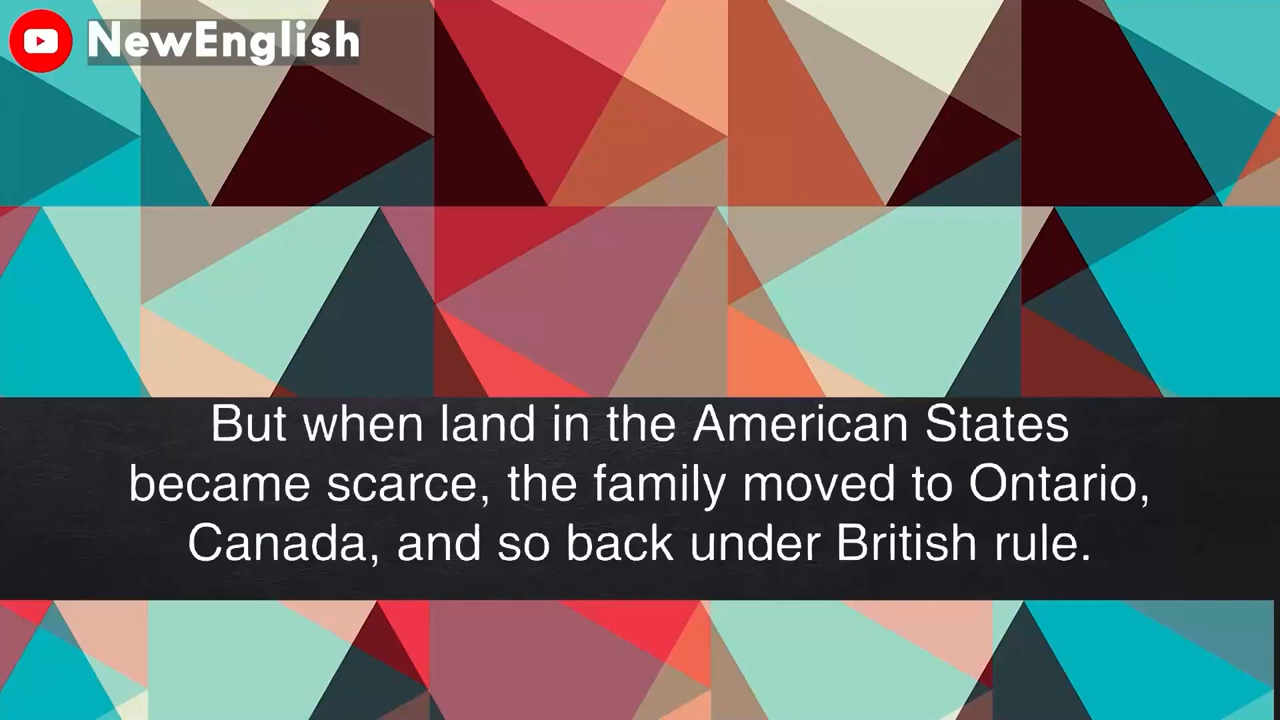 NewEnglish
But when land in the American States
became scarce, the family moved to Ontario,
Canada, and so back under British rule.